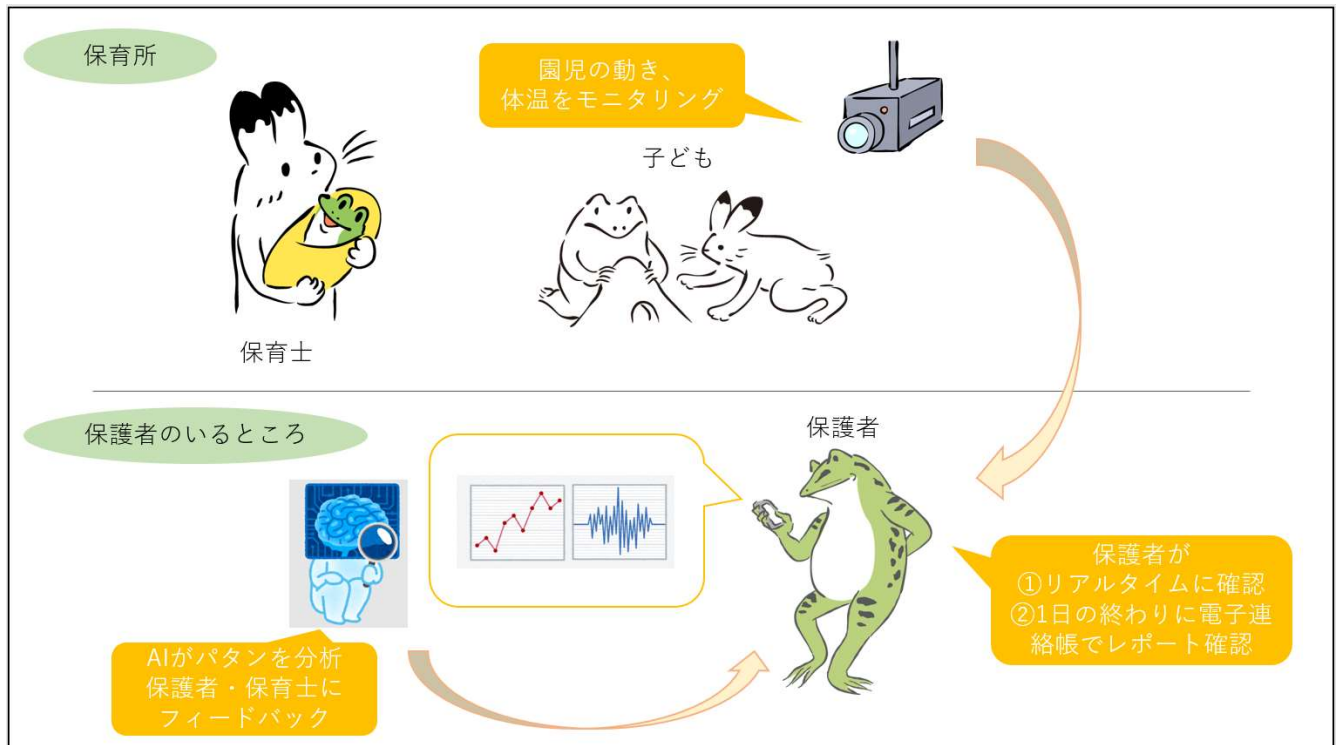 保育所
園児の動き、
体温をモニタリング
子ども
保育士
保護者のいるところ
保護者
保護者が
①リアルタイムに確認
②1日の終わりに電子連
絡帳でレポート確認
AIがパタンを分析
保護者・保育士に
フィードバック